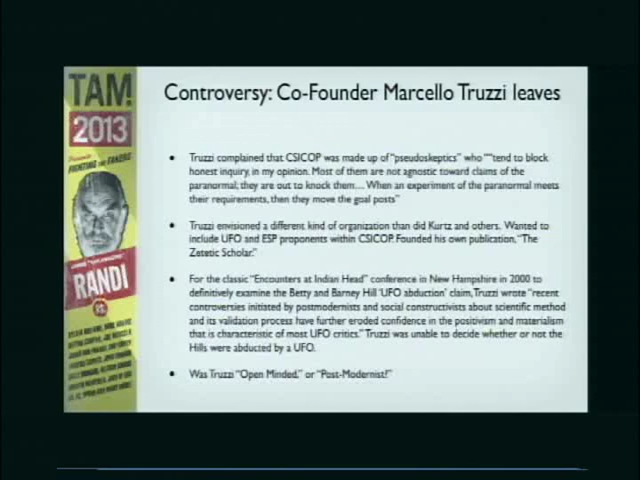 TAM!
2013
Presents
FIGHTING THE FAKERS
RANDI
VS.
Controversy: Co-Founder Marcello Truzzi leaves
• Truzzi complained that CSICOP was made up of "pseudoskeptics" who ""tend to block
honest inquiry, in my opinion. Most of them are not agnostic toward claims of the
paranormal; they are out to knock them.... When an experiment of the paranormal meets
their requirements, then they move the goal posts"
• Truzzi envisioned a different kind of organization than did Kurtz and others. Wanted to
include UFO and ESP proponents within CSICOP. Founded his own publication, "The
Zetetic Scholar."
• For the classic "Encounters at Indian Head" conference in New Hampshire in 2000 to
definitively examine the Betty and Barney Hill 'UFO abduction' claim, Truzzi wrote "recent
controversies initiated by postmodernists and social constructivists about scientific method
and its validation process have further eroded confidence in the positivism and materialism
that is characteristic of most UFO critics." Truzzi was unable to decide whether or not the
Hills were abducted by a UFO.
• Was Truzzi "Open Minded," or "Post-Modernist?"